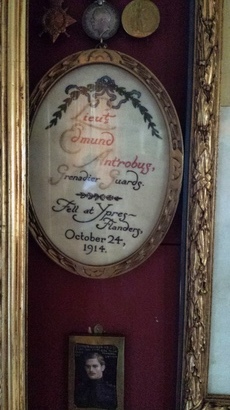 Lieut
Edmund
Antrobus,
Grenadier Guards.
Fell at Ypres-
Flanders,
October 24,
1914.